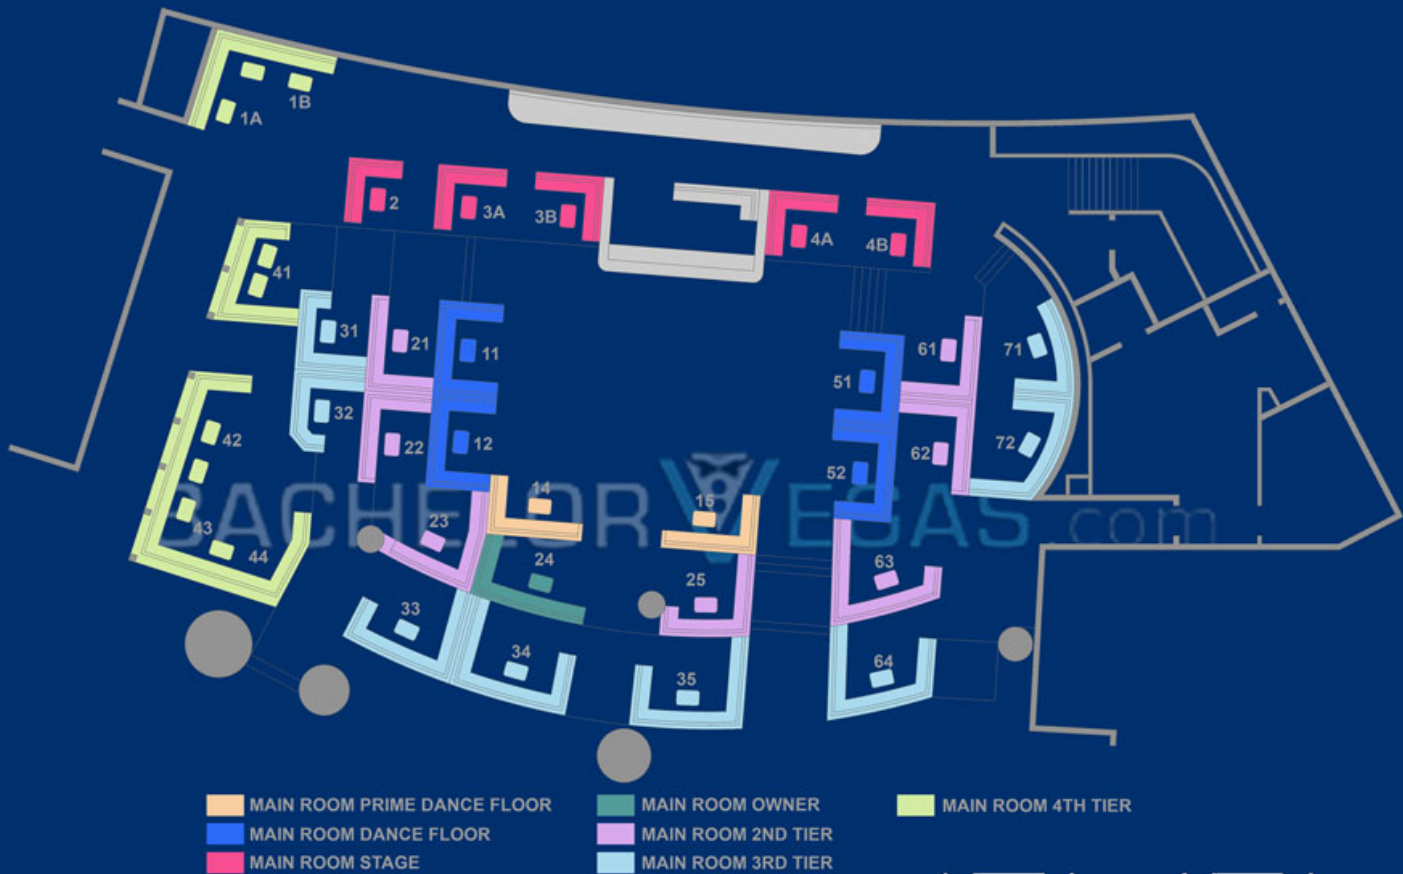 1A
1B
2
3A
3B
4A
4B
41
31
21
11
51
61
71
42
32
22
12
52
62
72
43
44
23
14
15
24
25
63
33
34
35
64
BACHELOR VEGAS.com
MAIN ROOM PRIME DANCE FLOOR
MAIN ROOM DANCE FLOOR
MAIN ROOM STAGE
MAIN ROOM OWNER
MAIN ROOM 2ND TIER
MAIN ROOM 3RD TIER
MAIN ROOM 4TH TIER